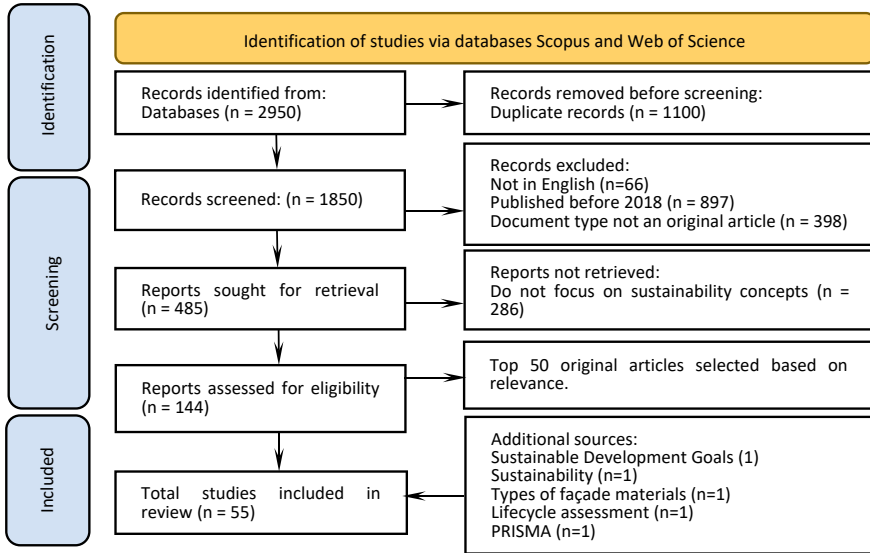 Identification of studies via databases Scopus and Web of Science
Identification
Records identified from:
Databases (n = 2950)
Records removed before screening:
Duplicate records (n = 1100)
Screening
Records screened: (n = 1850)
Records excluded:
Not in English (n=66)
Published before 2018 (n = 897)
Document type not an original article (n = 398)
Reports sought for retrieval
(n = 485)
Reports not retrieved:
Do not focus on sustainability concepts (n =
286)
Reports assessed for eligibility
(n = 144)
Top 50 original articles selected based on
relevance.
Included
Total studies included in
review (n = 55)
Additional sources:
Sustainable Development Goals (1)
Sustainability (n=1)
Types of façade materials (n=1)
Lifecycle assessment (n=1)
PRISMA (n=1)